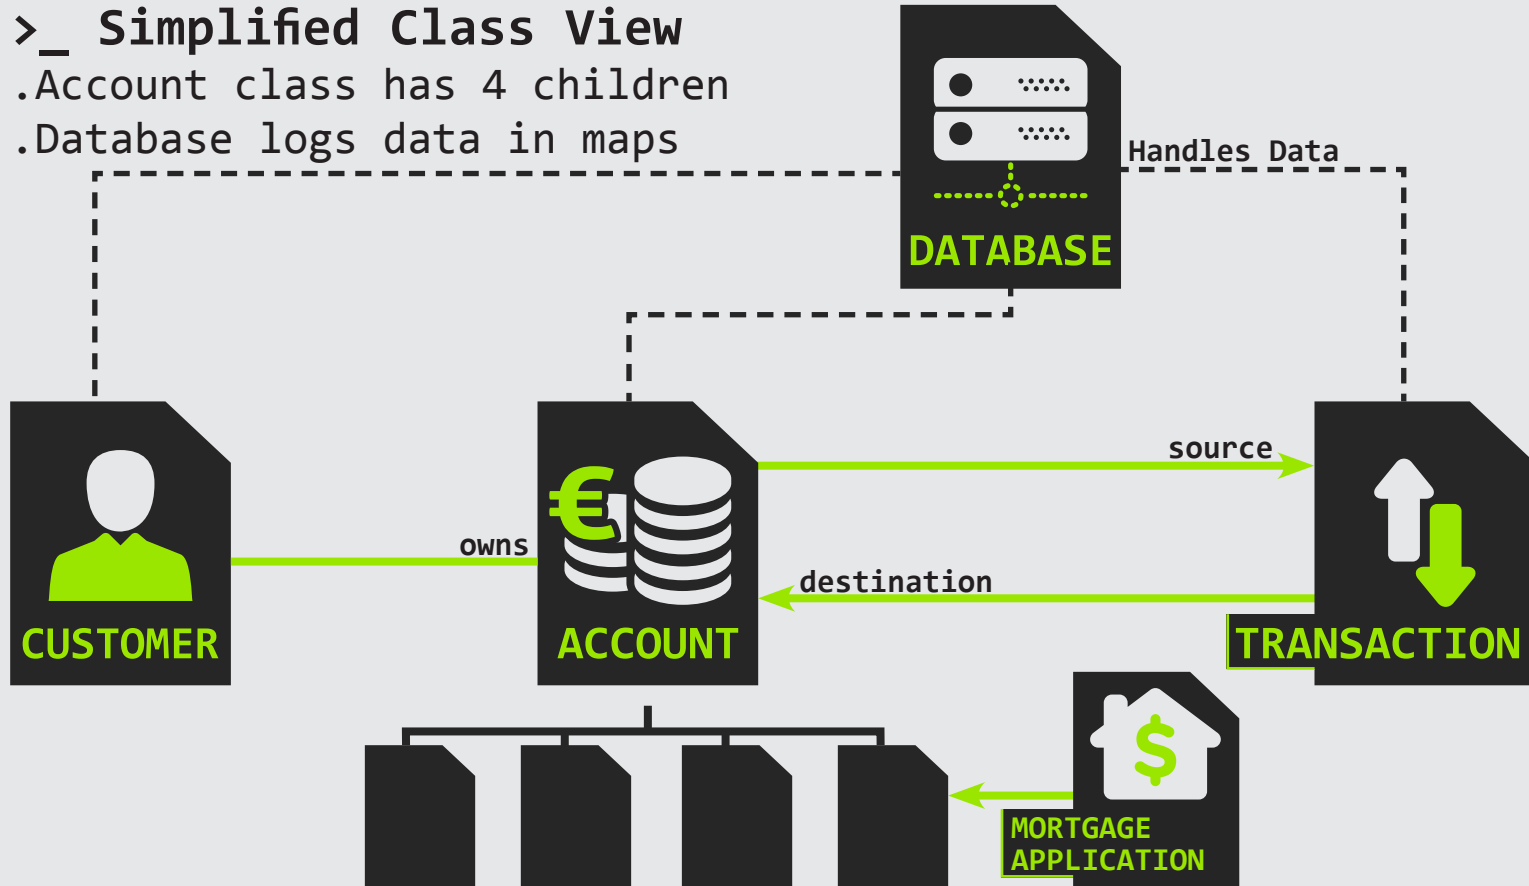 >_ Simplified Class View
.Account class has 4 children
.Database logs data in maps
Handles Data
DATABASE
source
€
owns
destination
CUSTOMER
ACCOUNT
TRANSACTION
$
MORTGAGE
APPLICATION